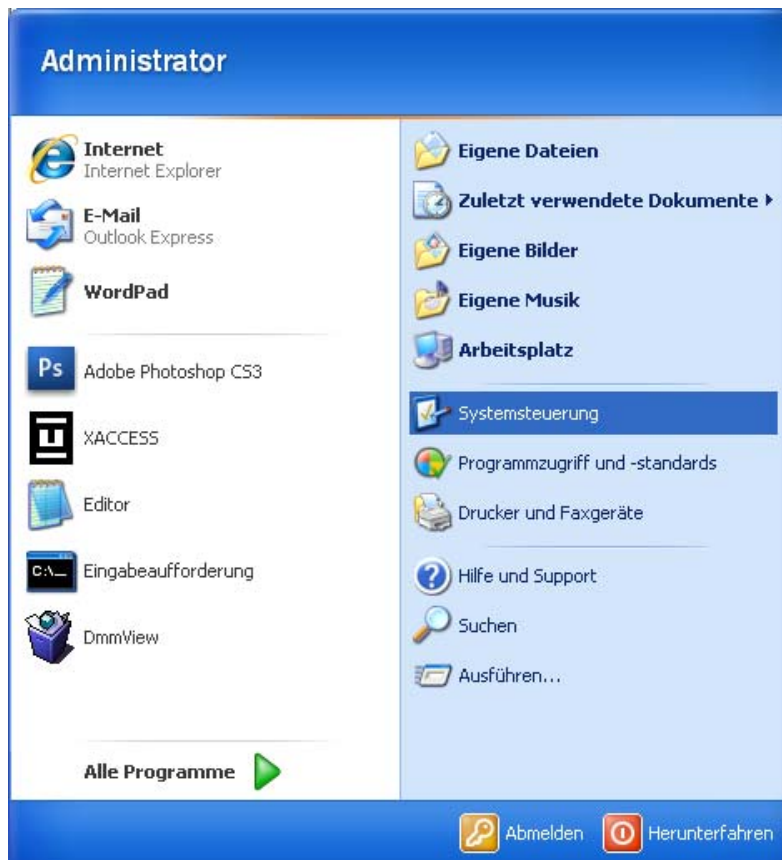 Administrator
Internet
Internet Explorer
E-Mail
Outlook Express
WordPad
Ps
Adobe Photoshop CS3
XACCESS
Editor
C:\_
Eingabeaufforderung
DmmView
Alle Programme
Eigene Dateien
Zuletzt verwendete Dokumente
Eigene Bilder
Eigene Musik
Arbeitsplatz
Systemsteuerung
Programmzugriff und -standards
Drucker und Faxgeräte
Hilfe und Support
Suchen
Ausführen...
Abmelden
Herunterfahren